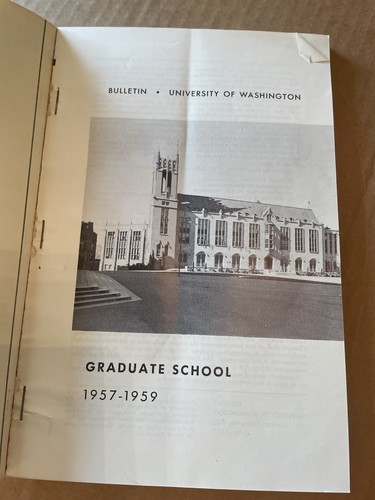 BULLETIN • UNIVERSITY OF WASHINGTON
GRADUATE SCHOOL
1957-1959